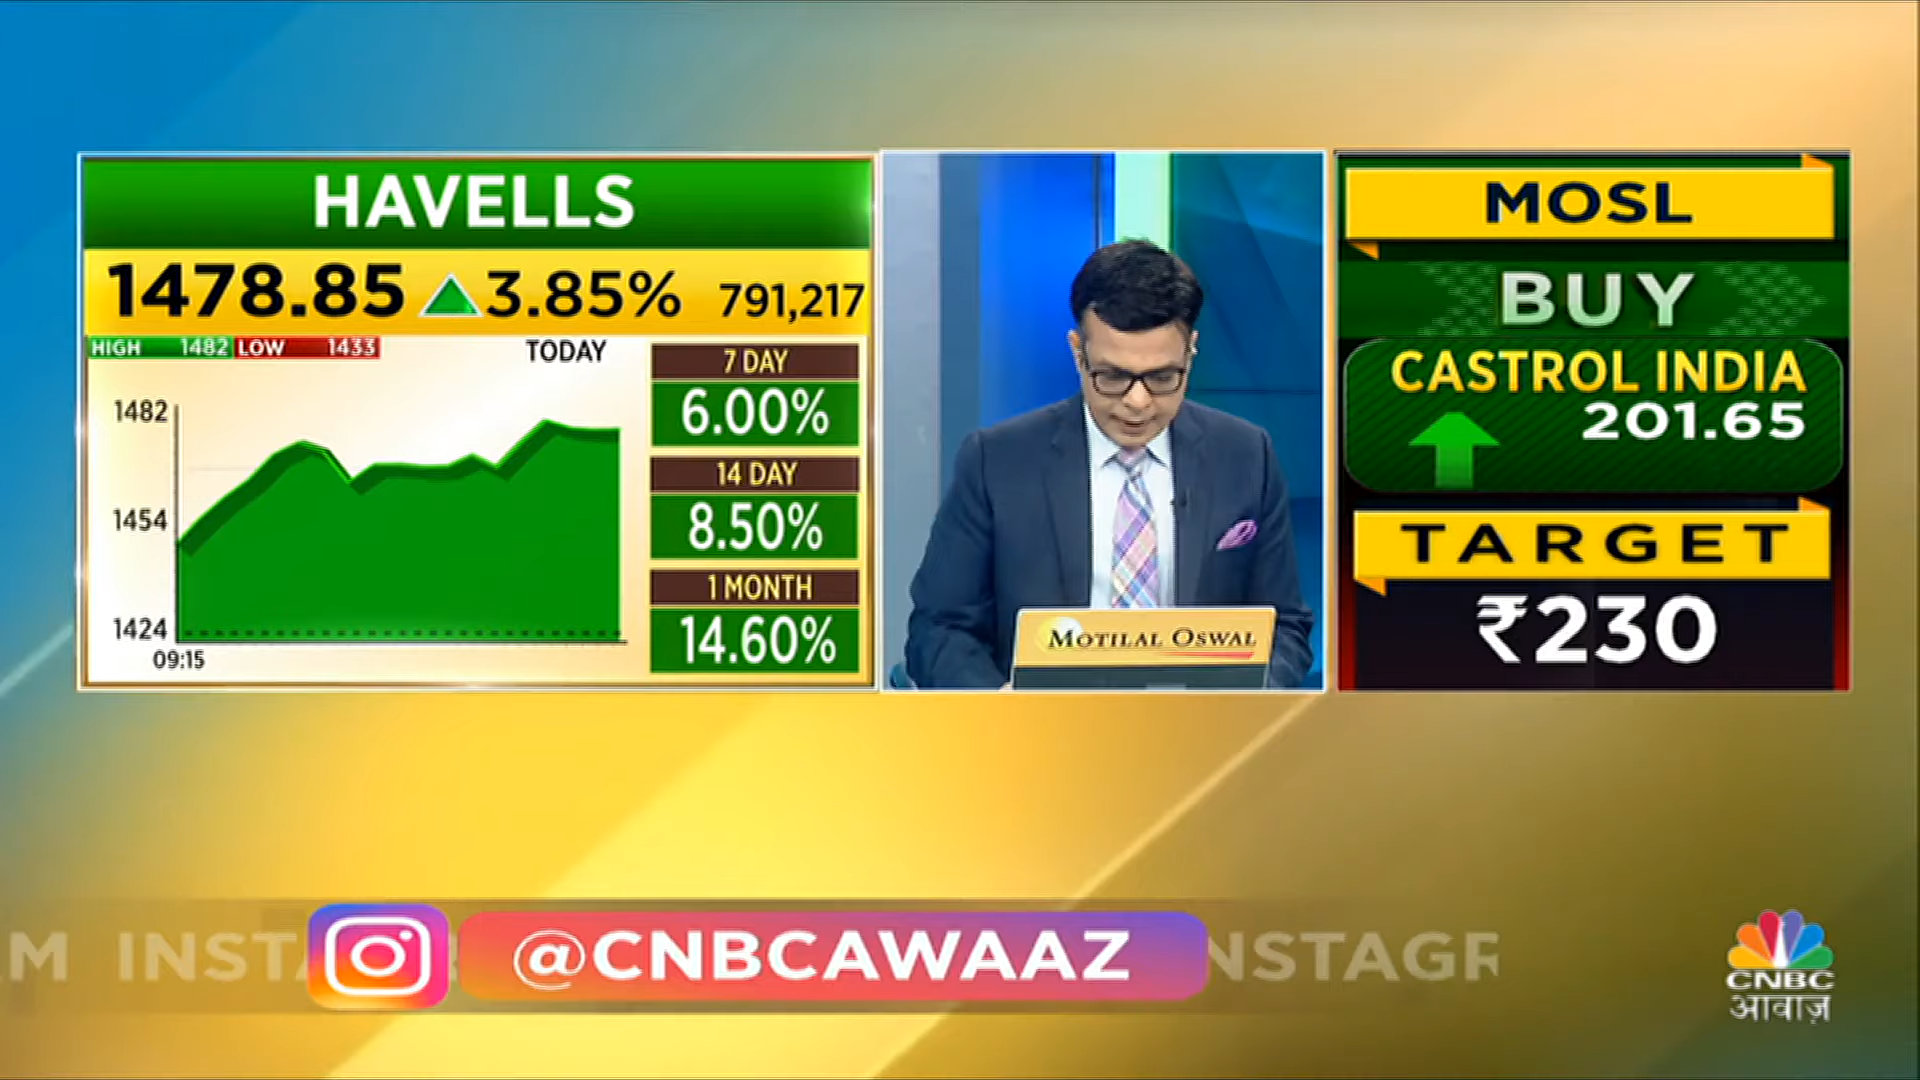 HAVELLS
1478.85 3.85% 791,217
HIGH 1482 LOW 1433 TODAY
1482
1454
1424
09:15
7 DAY
6.00%
14 DAY
8.50%
1 MONTH
14.60%
MOTILAL OSWAL
MOSL
BUY
CASTROL INDIA
201.65
TARGET
₹230
@CNBCAWAAZ
CNBC
आवाज़